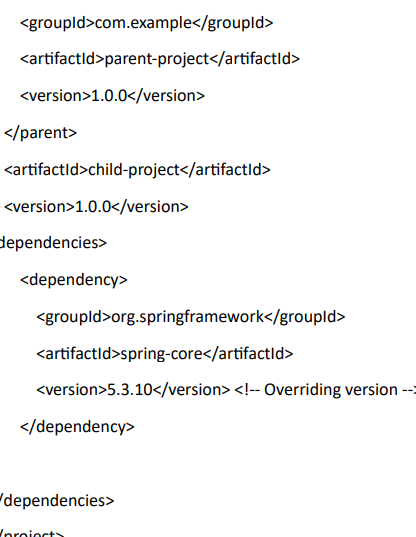 <groupId>com.example</groupId>
<artifactId>parent-project</artifactId>
<version>1.0.0</version>
</parent>
<artifactId>child-project</artifactId>
<version>1.0.0</version>
dependencies>
<dependency>
<groupId>org.springframework</groupId>
<artifactId>spring-core</artifactId>
<version>5.3.10</version> <!-- Overriding version -->
</dependency>
/dependencies>
/project>